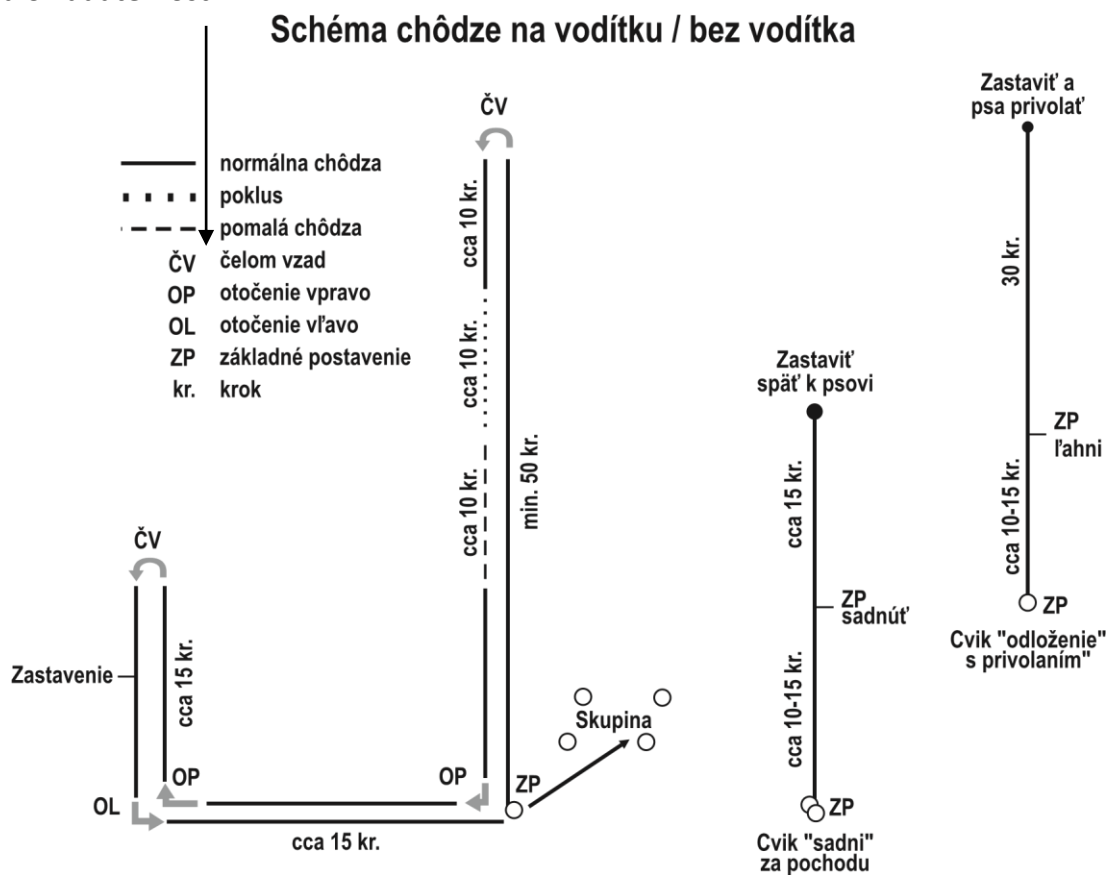 Schéma chôdze na vodítku / bez vodítka
normálna chôdza
poklus
pomalá chôdza
ČV čelom vzad
OP otočenie vpravo
OL otočenie vľavo
ZP základné postavenie
kr. krok
ČV
cca 10 kr.
cca 10 kr.
cca 10 kr.
min. 50 kr.
ČV
Zastavenie
cca 15 kr.
OP
OL
cca 15 kr.
OP
ZP
Skupina
Zastaviť
späť k psovi
cca 15 kr.
ZP
sadnúť
cca 10-15 kr.
ZP
Cvik "sadni"
za pochodu
Zastaviť a
psa privolať
30 kr.
ZP
ľahni
cca 10-15 kr.
ZP
Cvik "odloženie"
s privolaním"